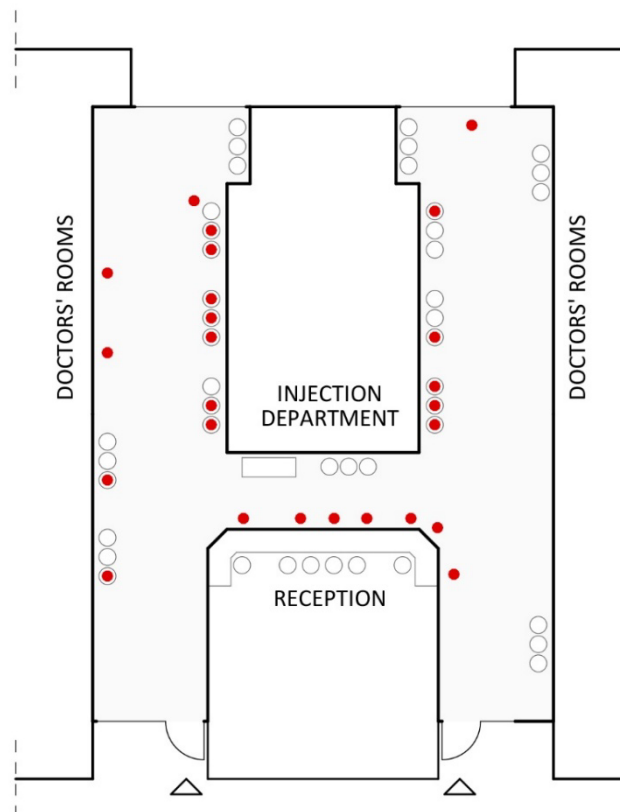 DOCTORS' ROOMS
INJECTION
DEPARTMENT
DOCTORS' ROOMS
RECEPTION